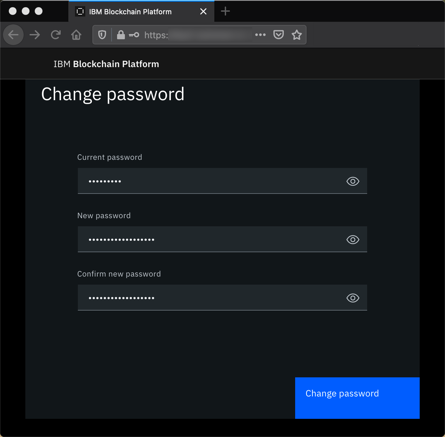 IBM Blockchain Platform
https:
IBM Blockchain Platform
Change password
Current password
•••••••••
New password
••••••••••••••••••
Confirm new password
••••••••••••••••••
Change password